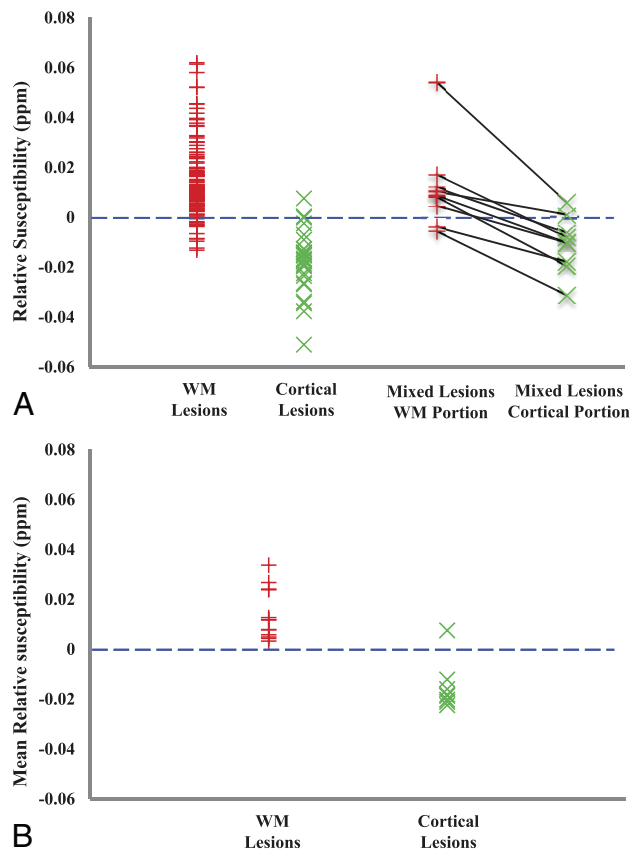 0.08
0.06
0.04
0.02
0
-0.02
-0.04
-0.06
Relative Susceptibility (ppm)
WM
Lesions
Cortical
Lesions
Mixed Lesions
WM Portion
Mixed Lesions
Cortical Portion
A
0.08
0.06
0.04
0.02
0
-0.02
-0.04
-0.06
Mean Relative susceptibility (ppm)
WM
Lesions
Cortical
Lesions
B